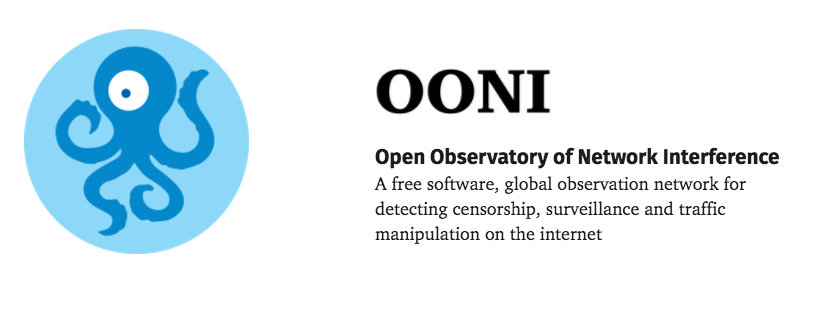 OONI
Open Observatory of Network Interference
A free software, global observation network for
detecting censorship, surveillance and traffic
manipulation on the internet